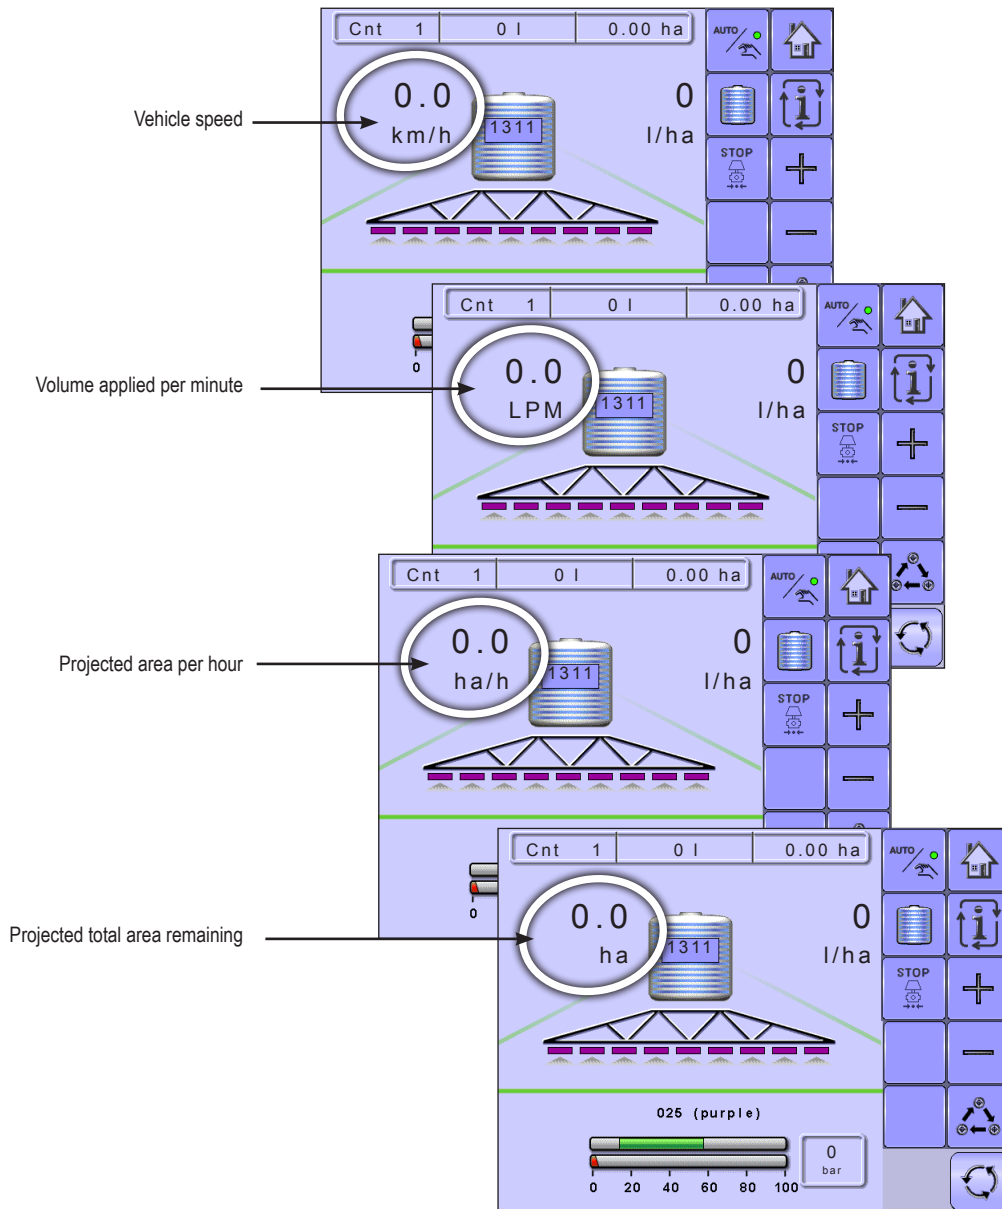 Cnt 1 0 l 0.00 ha
AUTO
Vehicle speed
0.0
km/h
1311
0
l/ha
STOP
0
Cnt 1 0 l 0.00 ha
AUTO
Volume applied per minute
0.0
LPM
1311
0
l/ha
STOP
Cnt 1 0 l 0.00 ha
AUTO
Projected area per hour
0.0
ha/h
1311
0
l/ha
STOP
0
Cnt 1 0 l 0.00 ha
AUTO
Projected total area remaining
0.0
ha
1311
0
l/ha
STOP
025 (purple)
0
bar
0 20 40 60 80 100